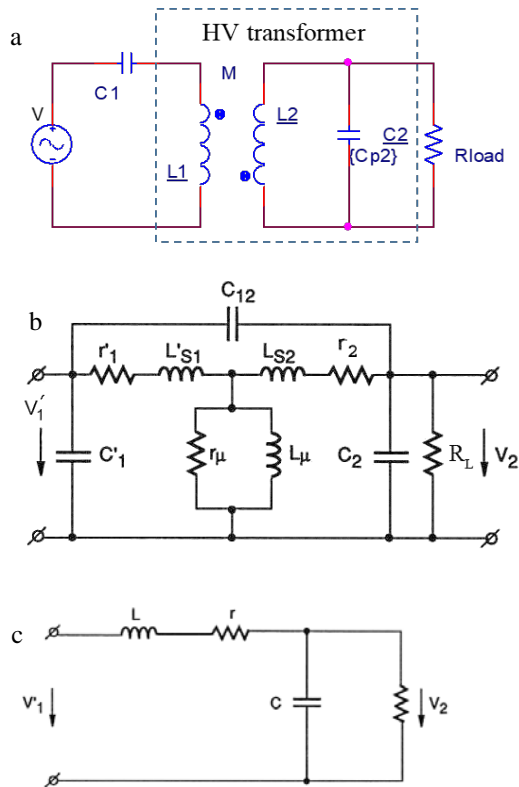 a
HV transformer
C1
M
V
L1
L2
C2
{Cp2}
Rload
b
C12
r'1
L'S1
LS2
r2
V1′
C'1
rμ
Lμ
C2
RL
V2
c
L
r
V'1
C
V2